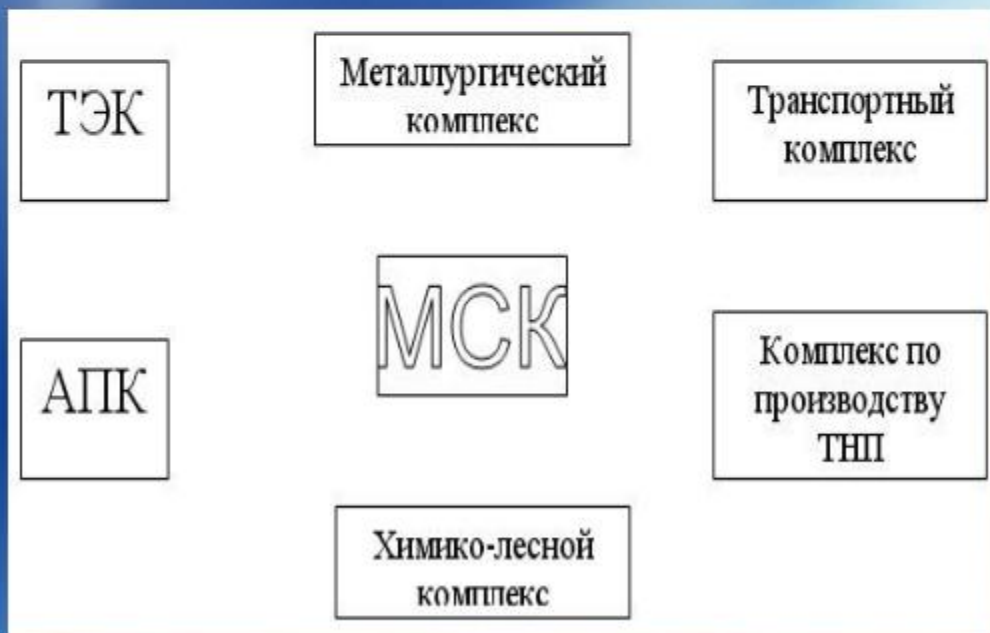 ТЭК
Металлургический
комплекс
Транспортный
комплекс
МСК
АПК
Комплекс по
производству
ТНП
Химико-лесной
комплекс